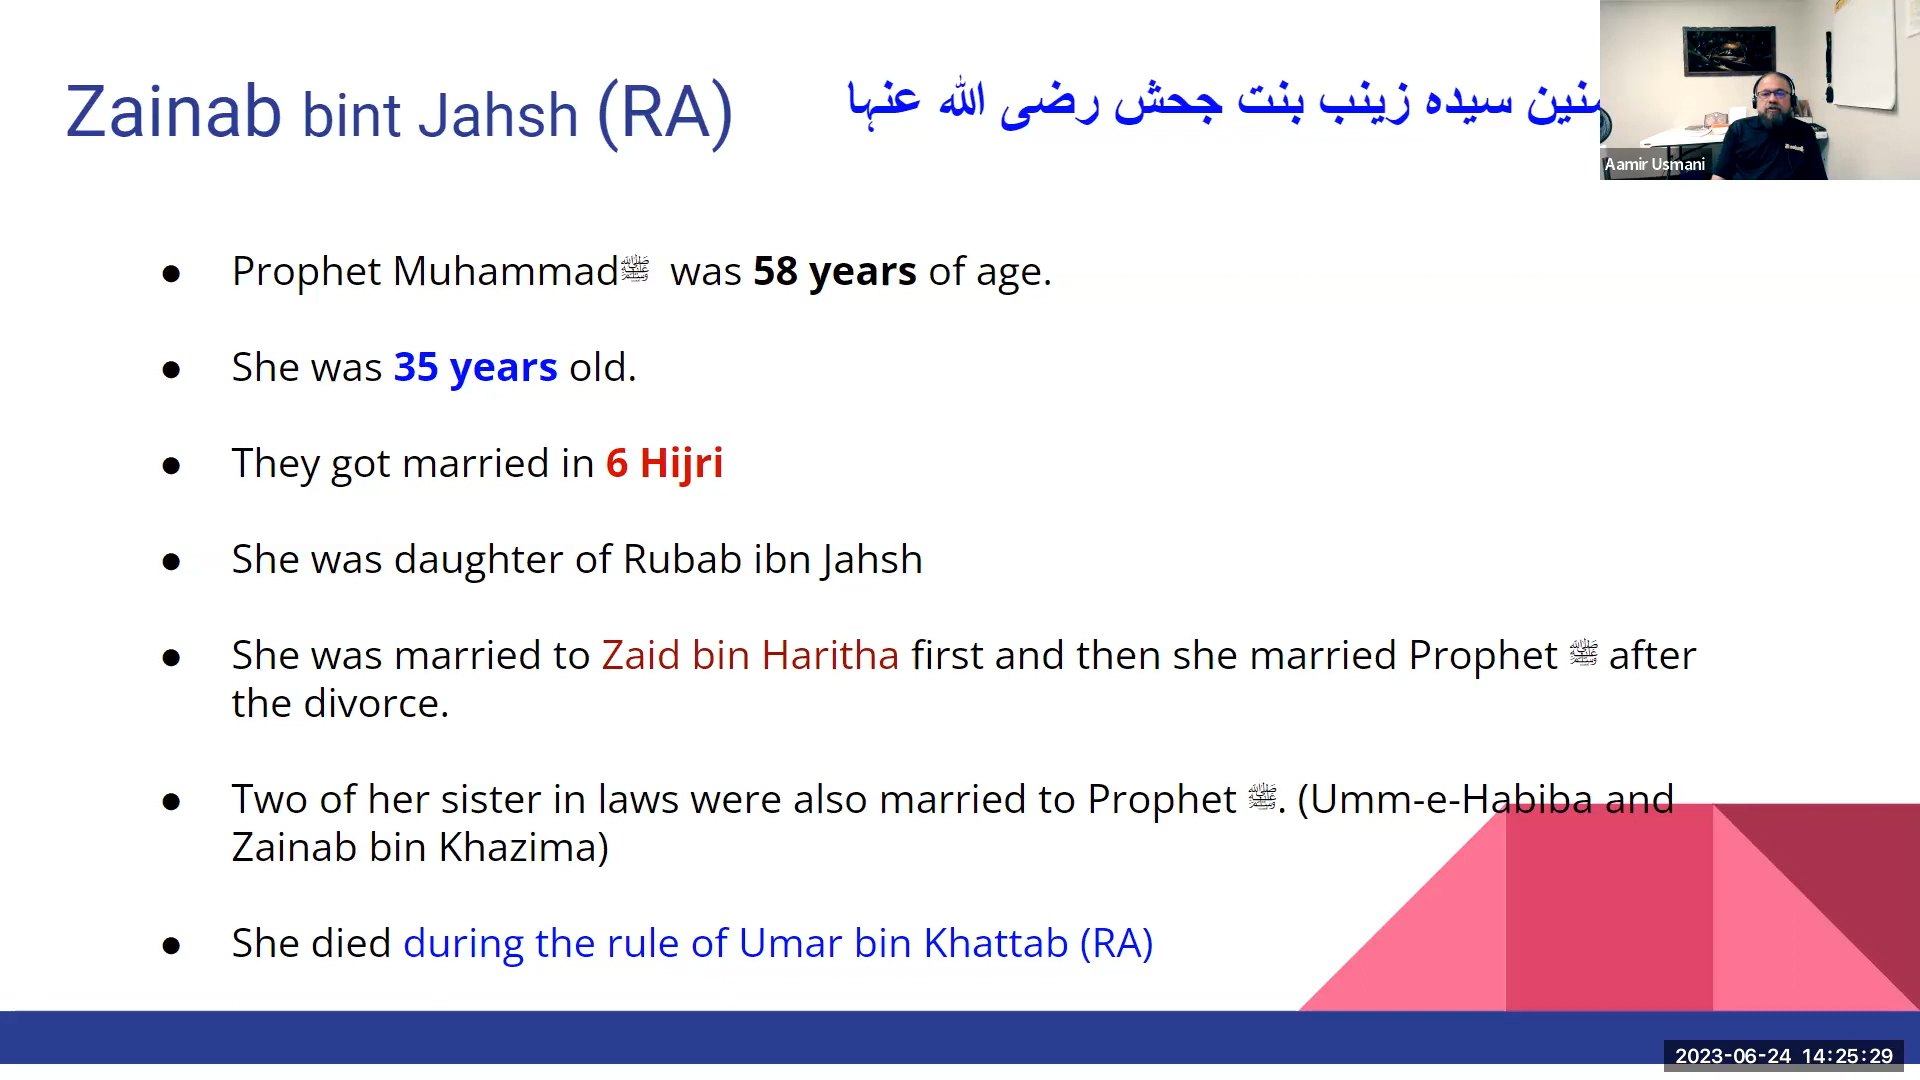 Zainab bint Jahsh (RA)
سیدہ زینب بنت جحش رضی اللہ عنہا
Aamir Usmani
● Prophet Muhammadﷺ was 58 years of age.
● She was 35 years old.
● They got married in 6 Hijri
● She was daughter of Rubab ibn Jahsh
● She was married to Zaid bin Haritha first and then she married Prophet ﷺ after
the divorce.
● Two of her sister in laws were also married to Prophet ﷺ. (Umm-e-Habiba and
Zainab bin Khazima)
● She died during the rule of Umar bin Khattab (RA)
2023-06-24 14:25:29